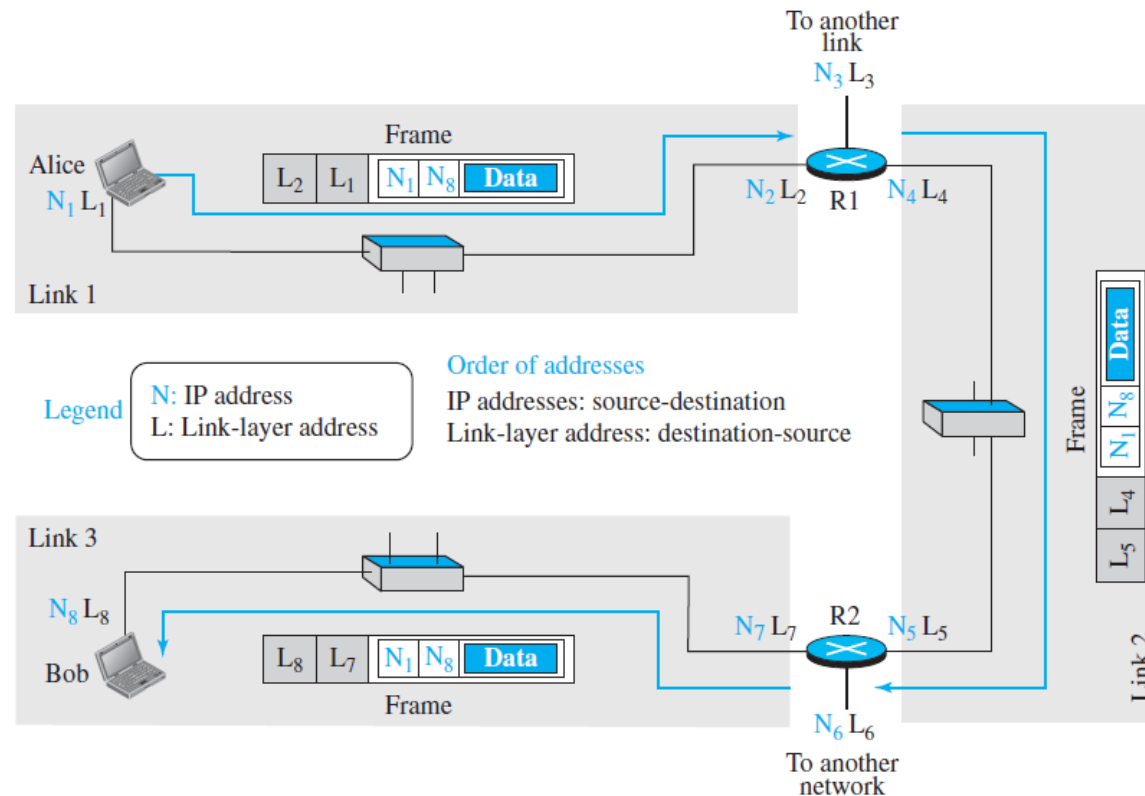 To another
link
N₃ L₃
Frame
Alice
N₁ L₁
L₂ L₁ N₁ N₈ Data
N₂ L₂
R1
N₄ L₄
Link 1
Legend
N: IP address
L: Link-layer address
Order of addresses
IP addresses: source-destination
Link-layer address: destination-source
Frame
L₅ L₄ N₁ N₈ Data
Link 2
Link 3
N₈ L₈
Bob
L₈ L₇ N₁ N₈ Data
Frame
N₇ L₇
R2
N₅ L₅
N₆ L₆
To another
network